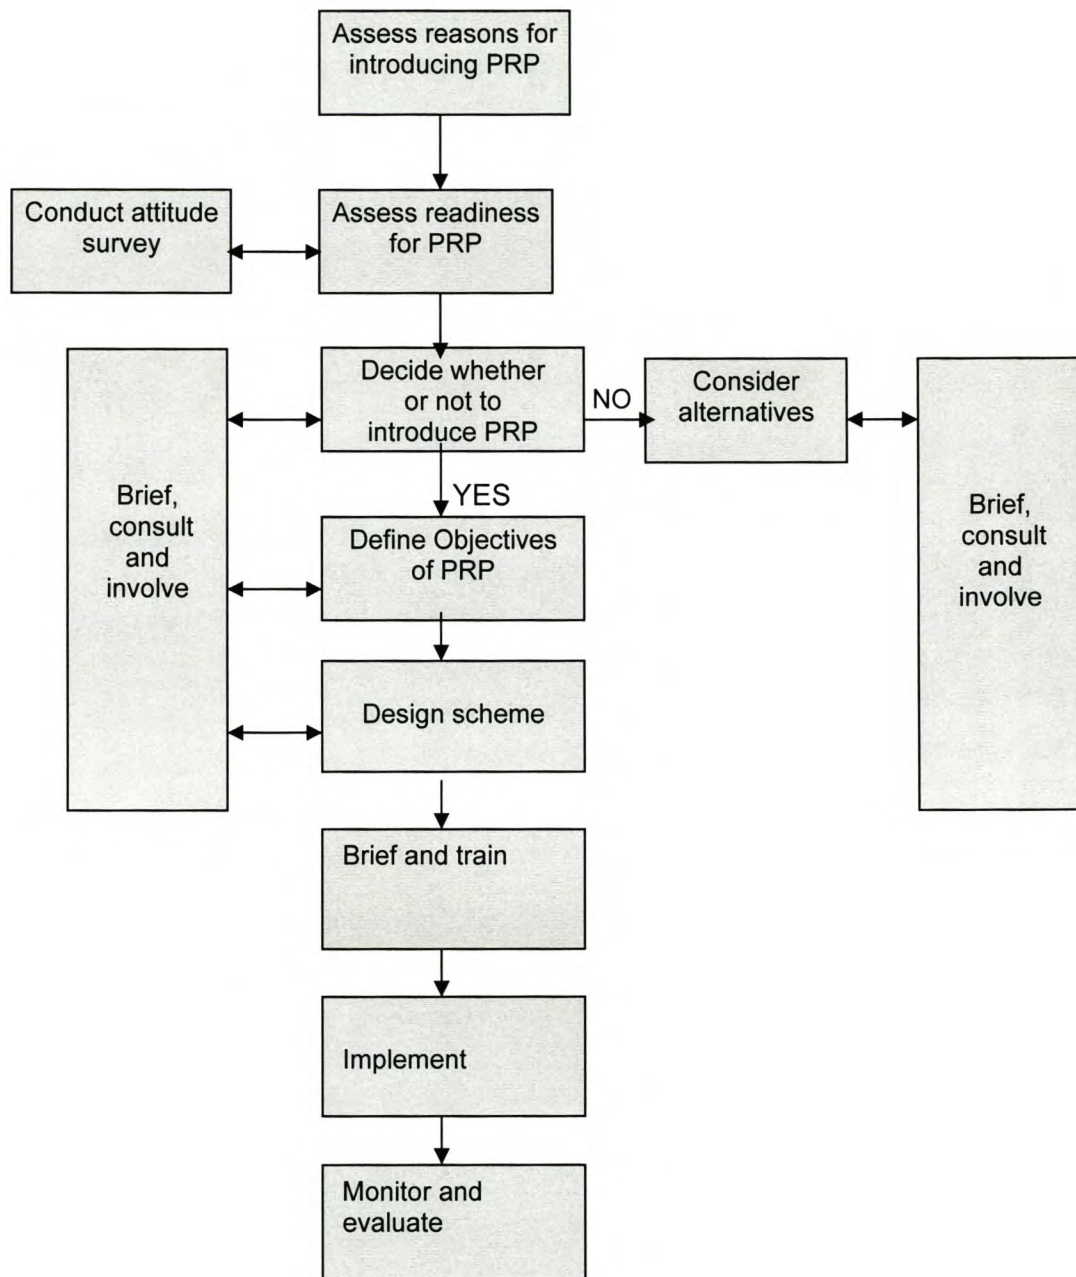 Assess reasons for
introducing PRP
Conduct attitude
survey
Assess readiness
for PRP
Decide whether
or not to
introduce PRP
NO
Consider
alternatives
YES
Brief,
consult
and
involve
Define Objectives
of PRP
Brief,
consult
and
involve
Design scheme
Brief and train
Implement
Monitor and
evaluate